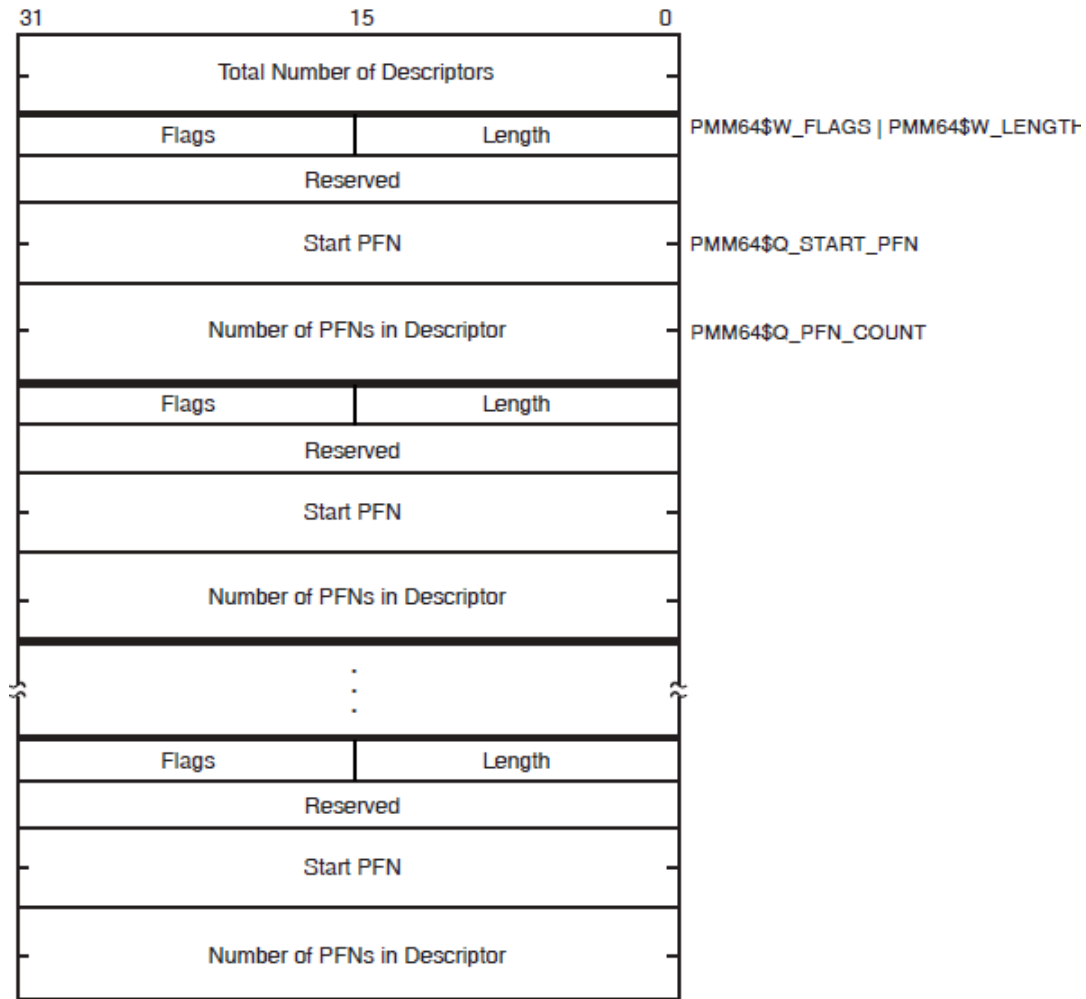 31 15 0
Total Number of Descriptors
Flags Length PMM64$W_FLAGS | PMM64$W_LENGTH
Reserved
Start PFN PMM64$Q_START_PFN
Number of PFNs in Descriptor PMM64$Q_PFN_COUNT
Flags Length
Reserved
Start PFN
Number of PFNs in Descriptor
Flags Length
Reserved
Start PFN
Number of PFNs in Descriptor